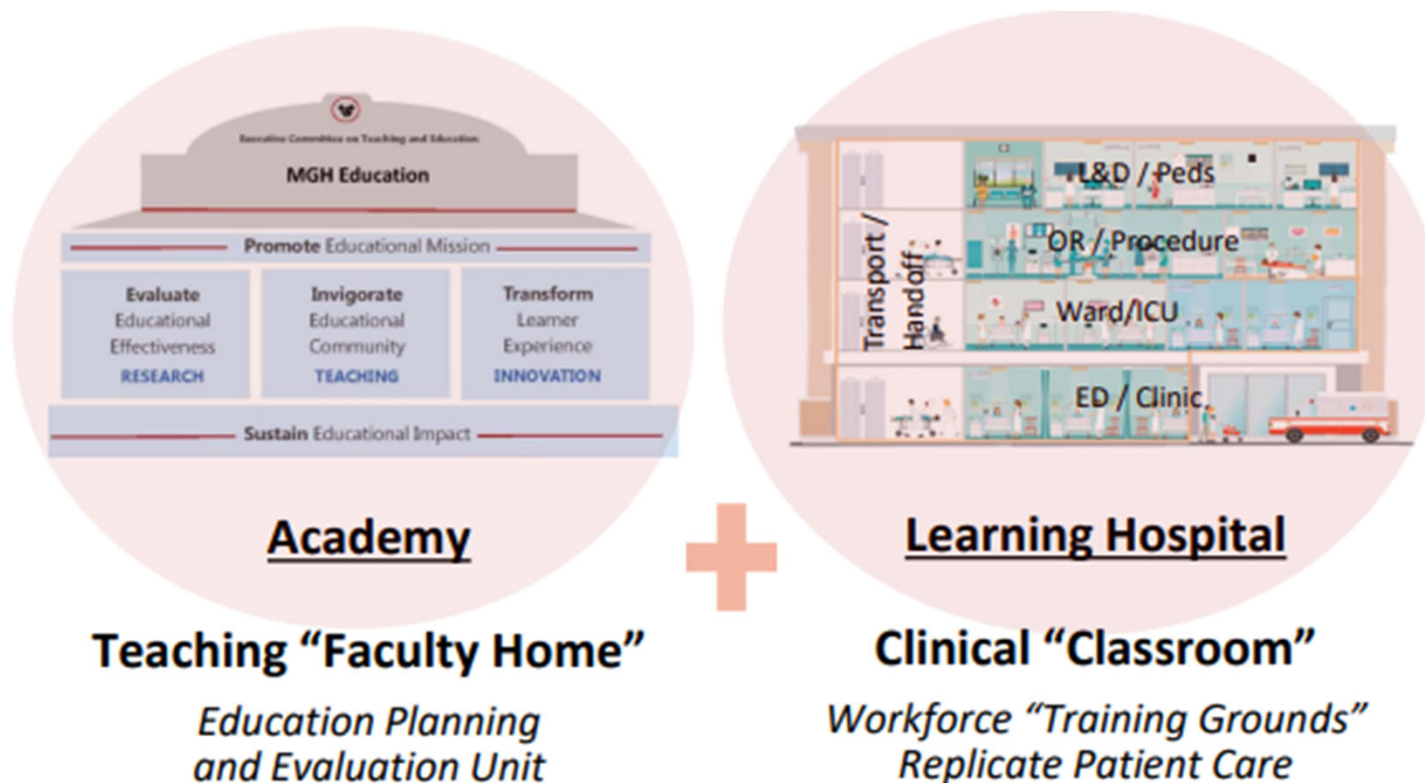 Executive Committee on Teaching and Education
MGH Education
Promote Educational Mission
Evaluate
Educational
Effectiveness
RESEARCH
Invigorate
Educational
Community
TEACHING
Transform
Learner
Experience
INNOVATION
Sustain Educational Impact
Academy
Teaching “Faculty Home”
Education Planning
and Evaluation Unit
L&D / Peds
OR / Procedure
Ward/ICU
ED / Clinic
Transport /
Handoff
Learning Hospital
Clinical “Classroom”
Workforce “Training Grounds”
Replicate Patient Care